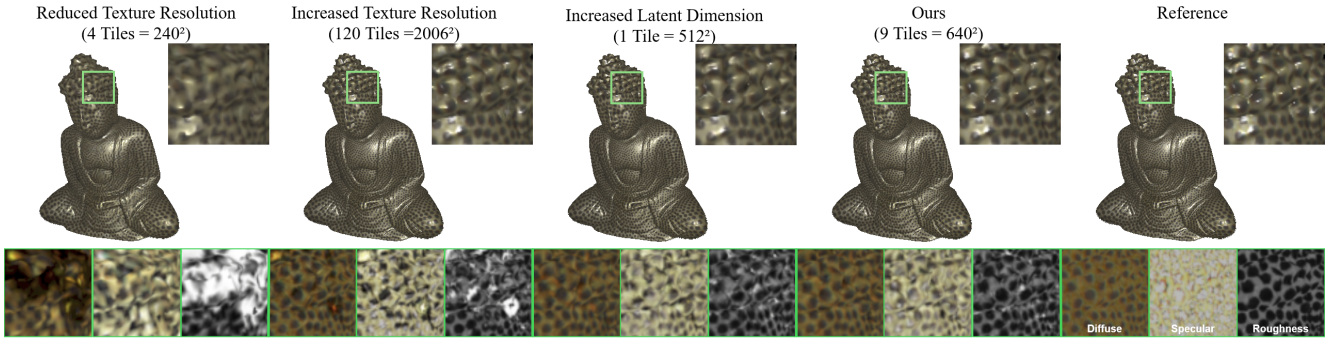 Reduced Texture Resolution
(4 Tiles = 240²)
Increased Texture Resolution
(120 Tiles =2006²)
Increased Latent Dimension
(1 Tile = 512²)
Ours
(9 Tiles = 640²)
Reference
Diffuse
Specular
Roughness